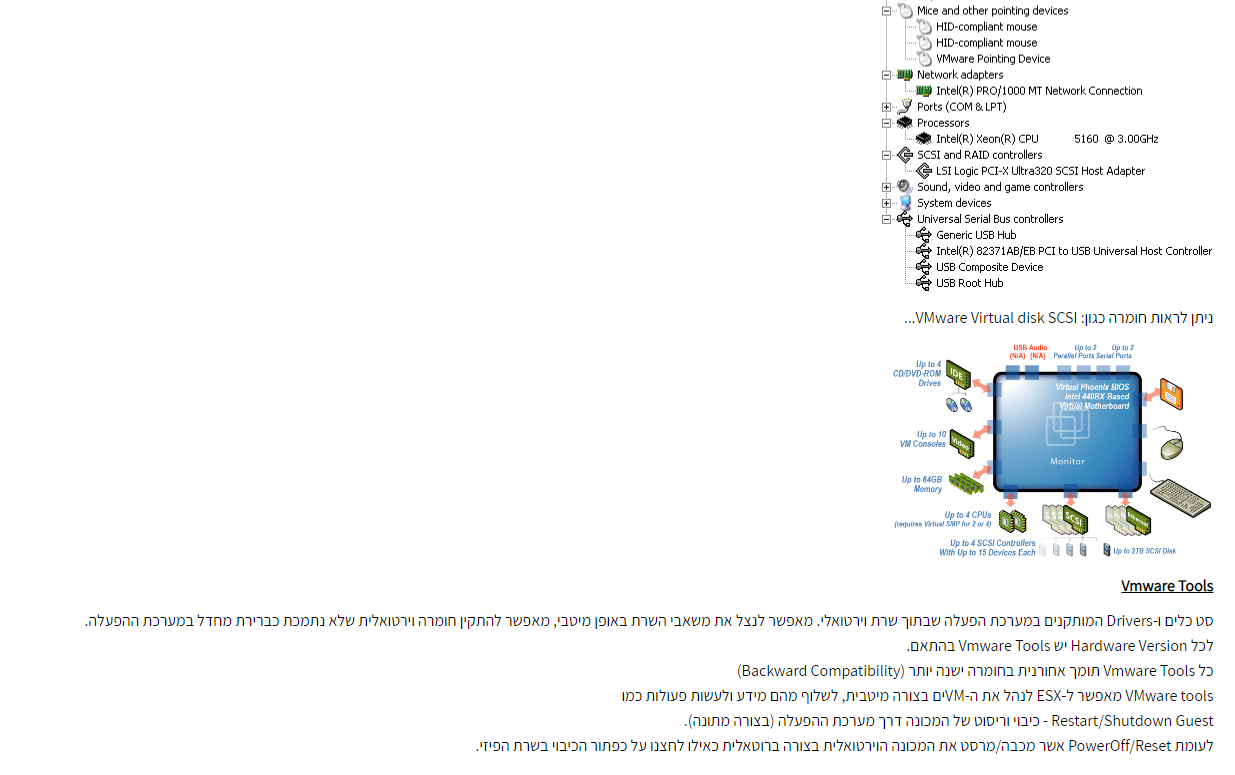 Mice and other pointing devices
HID-compliant mouse
HID-compliant mouse
VMware Pointing Device
Network adapters
Intel(R) PRO/1000 MT Network Connection
Ports (COM & LPT)
Processors
Intel(R) Xeon(R) CPU 5160 @ 3.00GHz
SCSI and RAID controllers
LSI Logic PCI-X Ultra320 SCSI Host Adapter
Sound, video and game controllers
System devices
Universal Serial Bus controllers
Generic USB Hub
Intel(R) 82371AB/EB PCI to USB Universal Host Controller
USB Composite Device
USB Root Hub
ניתן לראות חומרה כגון: VMware Virtual disk SCSI...
USB Audio
(N/A) (N/A)
Up to 2
Parallel Ports
Up to 2
Serial Ports
Up to 4
CD/DVD-ROM
Drives
IDE
Virtual Phoenix BIOS
Intel 440BX Based
Virtual Motherboard
Up to 10
VM Consoles
Video
Monitor
Up to 64GB
Memory
Up to 4 CPUs
(requires Virtual SMP for 2 or 4)
SCSI
Ethernet
Up to 4 SCSI Controllers
With Up to 15 Devices Each
Up to 2TB SCSI Disk
Vmware Tools
סט כלים ו-Drivers המותקנים במערכת הפעלה שבתוך שרת וירטואלי. מאפשר לנצל את משאבי השרת באופן מיטבי, מאפשר להתקין חומרה וירטואלית שלא נתמכת כברירת מחדל במערכת ההפעלה.
לכל Hardware Version יש Vmware Tools בהתאם.
כל Vmware Tools תומך אחורנית בחומרה ישנה יותר (Backward Compatibility)
VMware tools מאפשר ל-ESX לנהל את ה-VMים בצורה מיטבית, לשלוף מהם מידע ולעשות פעולות כמו
Restart/Shutdown Guest - כיבוי וריסוט של המכונה דרך מערכת ההפעלה (בצורה מתונה).
לעומת PowerOff/Reset אשר מכבה/מרסט את המכונה הוירטואלית בצורה ברוטאלית כאילו לחצנו על כפתור הכיבוי בשרת הפיזי.